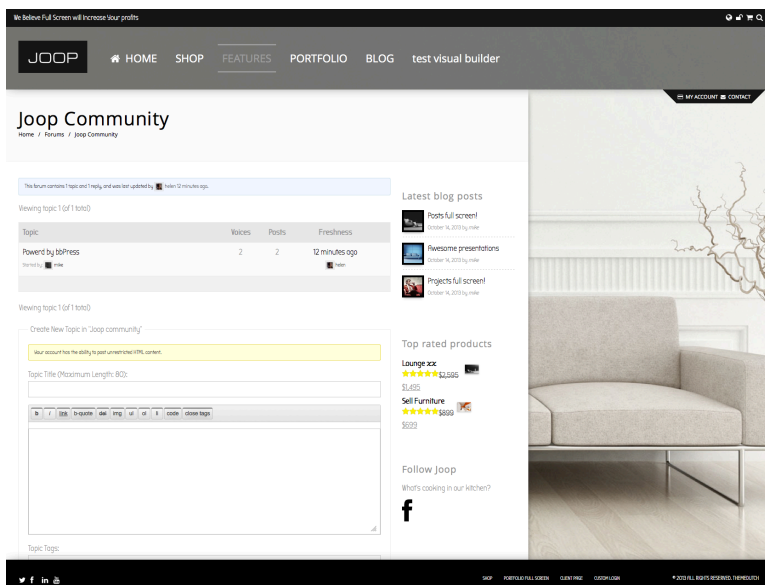 We Believe Full Screen will Increase Your profits
JOOP
HOME SHOP FEATURES PORTFOLIO BLOG test visual builder
MY ACCOUNT CONTACT
Joop Community
Home / Forums / Joop Community
This forum contains 1 topic and 1 reply, and was last updated by helen 12 minutes ago.
Viewing topic 1 (of 1 total)
Topic Voices Posts Freshness
Powerd by bbPress 2 2 12 minutes ago
Started by: mike helen
Viewing topic 1 (of 1 total)
Create New Topic in "Joop community"
Your account has the ability to post unrestricted HTML content.
Topic Title (Maximum Length: 80):
b i link b-quote del img ul ol li code close tags
Topic Tags:
Latest blog posts
Posts full screen!
October 14, 2013 by mike
Awesome presentations
October 14, 2013 by mike
Projects full screen!
October 14, 2013 by mike
Top rated products
Lounge xx
$2,595
$1,495
Sell Furniture
$899
$699
Follow Joop
What's cooking in our kitchen?
SHOP PORTFOLIO FULL SCREEN CLIENT PAGE CUSTOM LOGIN
© 2013 ALL RIGHTS RESERVED. THEMEDUTCH